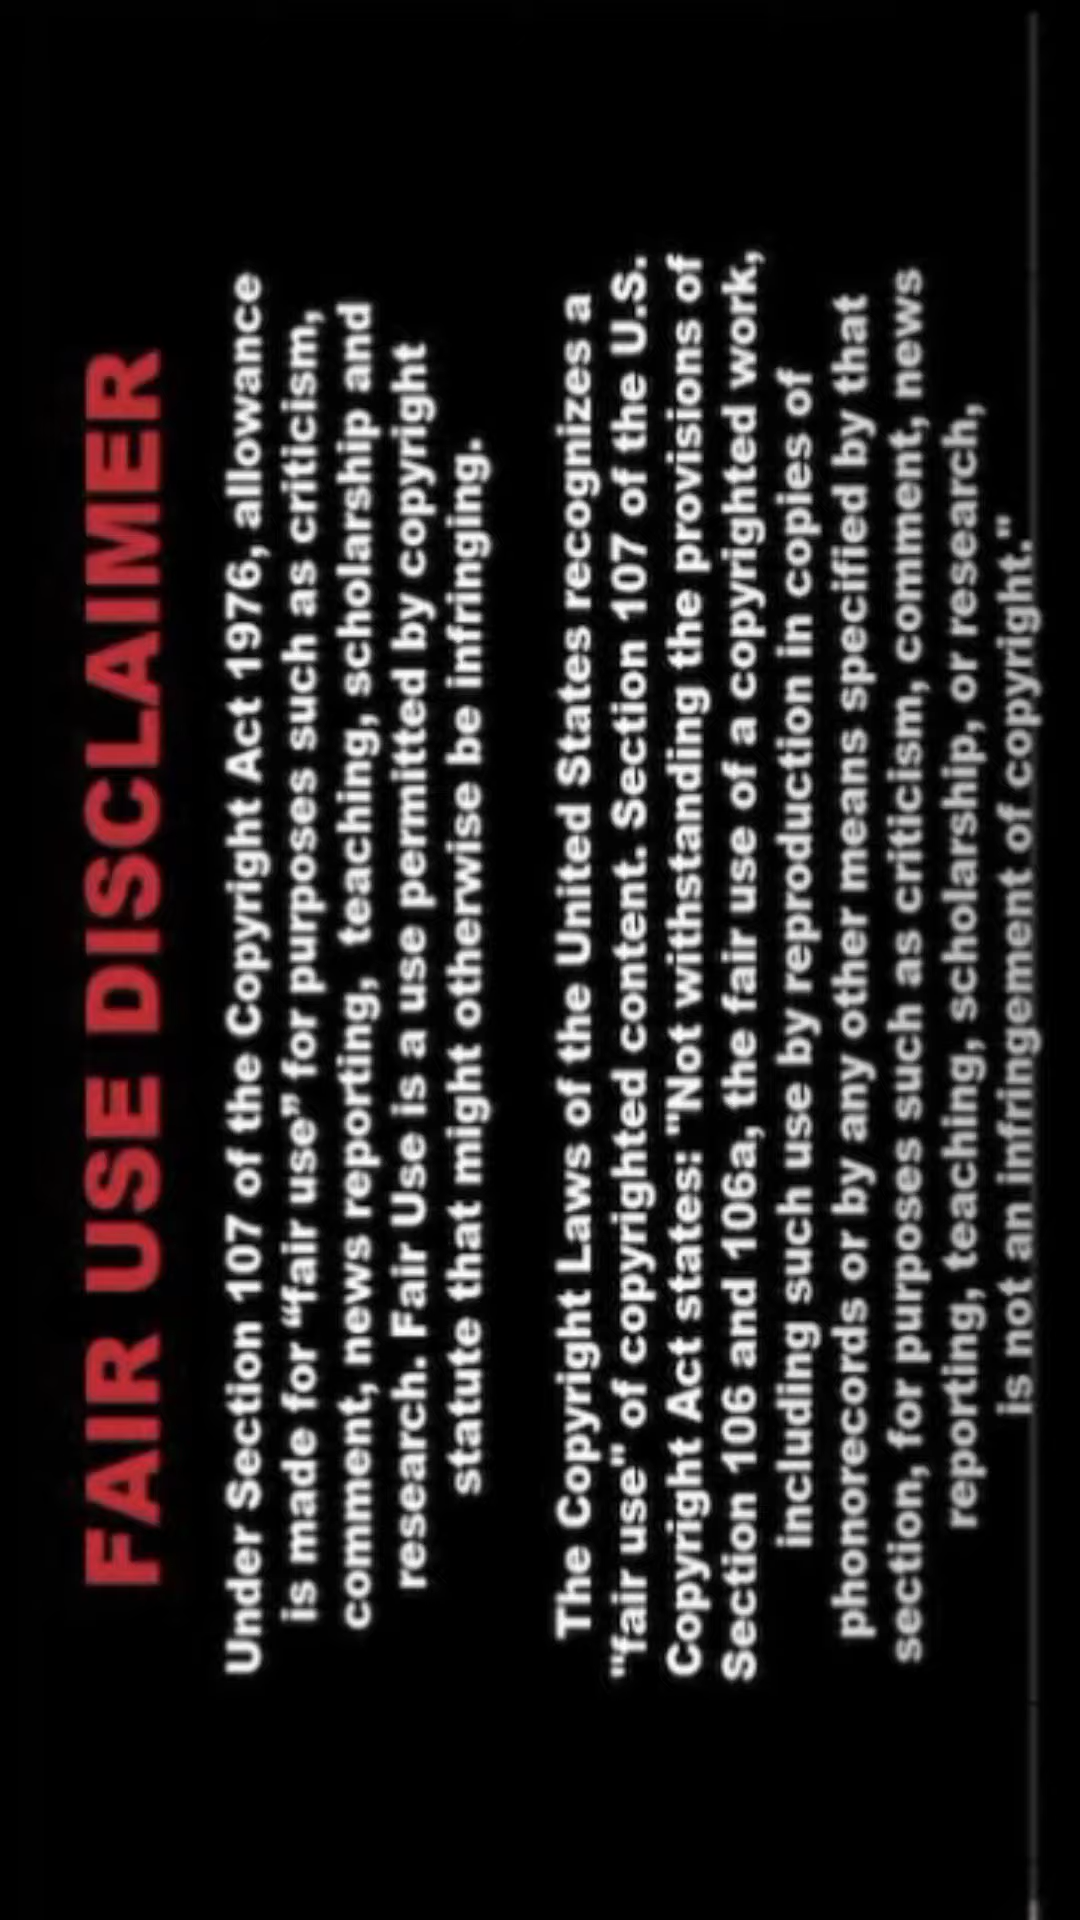 FAIR USE DISCLAIMER
Under Section 107 of the Copyright Act 1976, allowance
is made for “fair use” for purposes such as criticism,
comment, news reporting, teaching, scholarship and
research. Fair Use is a use permitted by copyright
statute that might otherwise be infringing.
The Copyright Laws of the United States recognizes a
"fair use" of copyrighted content. Section 107 of the U.S.
Copyright Act states: "Not withstanding the provisions of
Section 106 and 106a, the fair use of a copyrighted work,
including such use by reproduction in copies of
phonorecords or by any other means specified by that
section, for purposes such as criticism, comment, news
reporting, teaching, scholarship, or research,
is not an infringement of copyright."